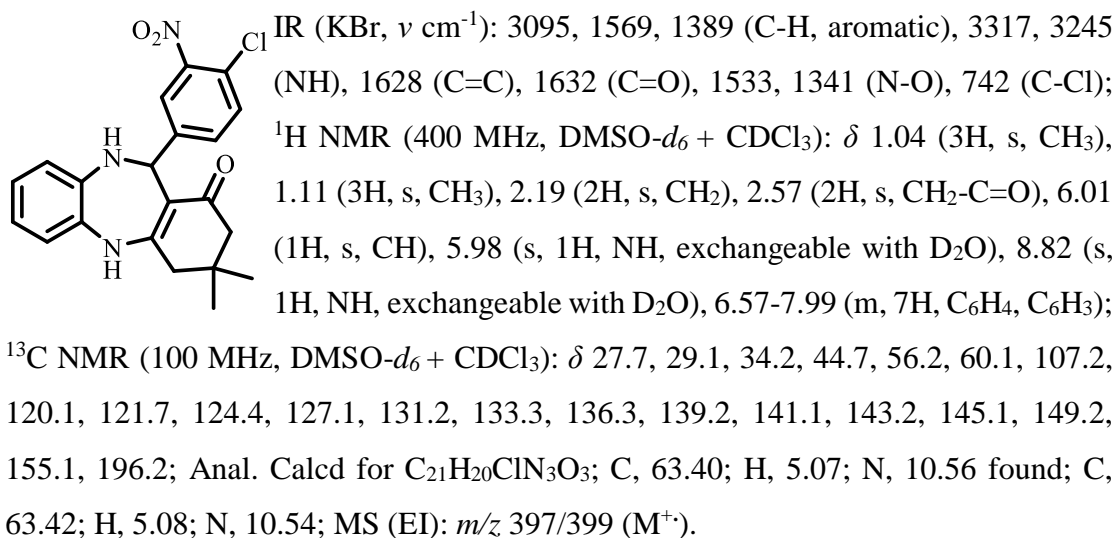 O₂N
Cl
H
N
O
N
H
IR (KBr, ν cm⁻¹): 3095, 1569, 1389 (C-H, aromatic), 3317, 3245
(NH), 1628 (C=C), 1632 (C=O), 1533, 1341 (N-O), 742 (C-Cl);
¹H NMR (400 MHz, DMSO-d₆ + CDCl₃): δ 1.04 (3H, s, CH₃),
1.11 (3H, s, CH₃), 2.19 (2H, s, CH₂), 2.57 (2H, s, CH₂-C=O), 6.01
(1H, s, CH), 5.98 (s, 1H, NH, exchangeable with D₂O), 8.82 (s,
1H, NH, exchangeable with D₂O), 6.57-7.99 (m, 7H, C₆H₄, C₆H₃);
¹³C NMR (100 MHz, DMSO-d₆ + CDCl₃): δ 27.7, 29.1, 34.2, 44.7, 56.2, 60.1, 107.2,
120.1, 121.7, 124.4, 127.1, 131.2, 133.3, 136.3, 139.2, 141.1, 143.2, 145.1, 149.2,
155.1, 196.2; Anal. Calcd for C₂₁H₂₀ClN₃O₃; C, 63.40; H, 5.07; N, 10.56 found; C,
63.42; H, 5.08; N, 10.54; MS (EI): m/z 397/399 (M⁺·).